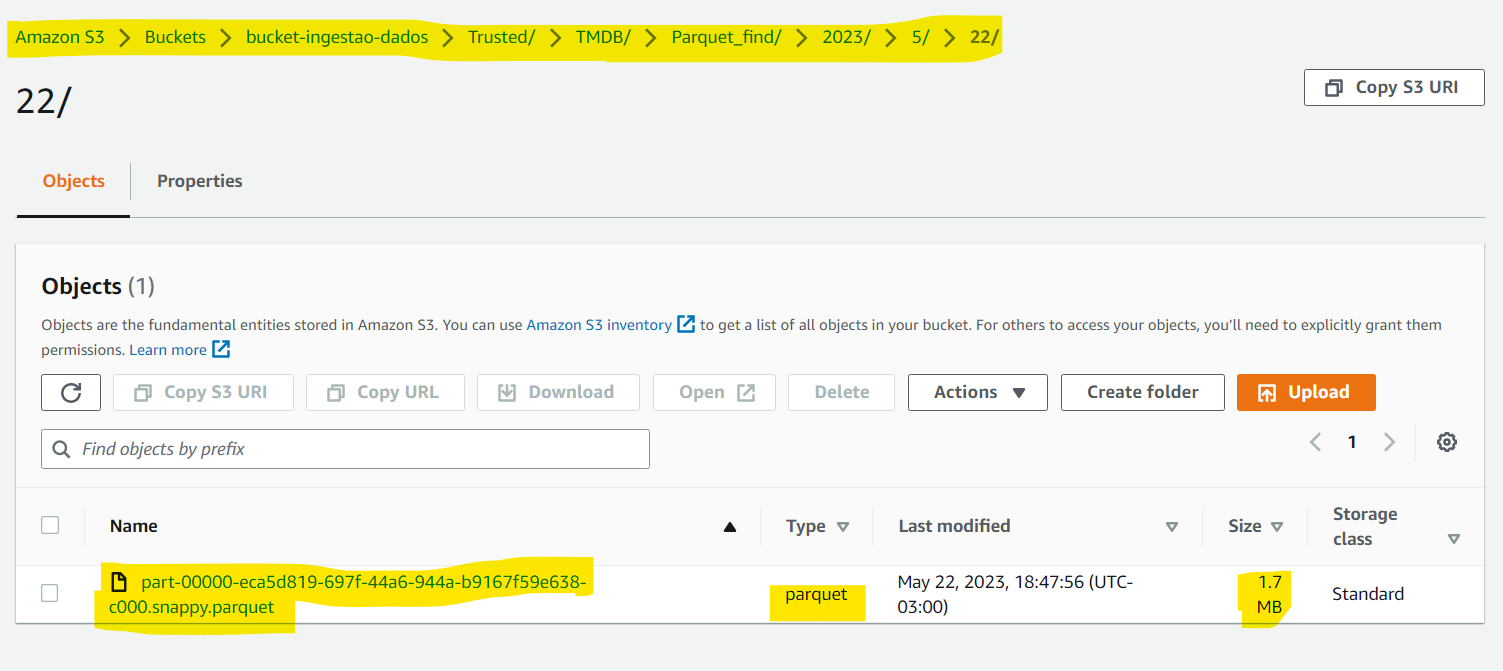 Amazon S3 > Buckets > bucket-ingestao-dados > Trusted/ > TMDB/ > Parquet_find/ > 2023/ > 5/ > 22/
22/
Copy S3 URI
Objects Properties
Objects (1)
Objects are the fundamental entities stored in Amazon S3. You can use Amazon S3 inventory to get a list of all objects in your bucket. For others to access your objects, you'll need to explicitly grant them
permissions. Learn more
Copy S3 URI Copy URL Download Open Delete Actions Create folder Upload
Find objects by prefix
1
Name Type Last modified Size Storage
class
part-00000-eca5d819-697f-44a6-944a-b9167f59e638-
c000.snappy.parquet
parquet
May 22, 2023, 18:47:56 (UTC-
03:00)
1.7
MB
Standard